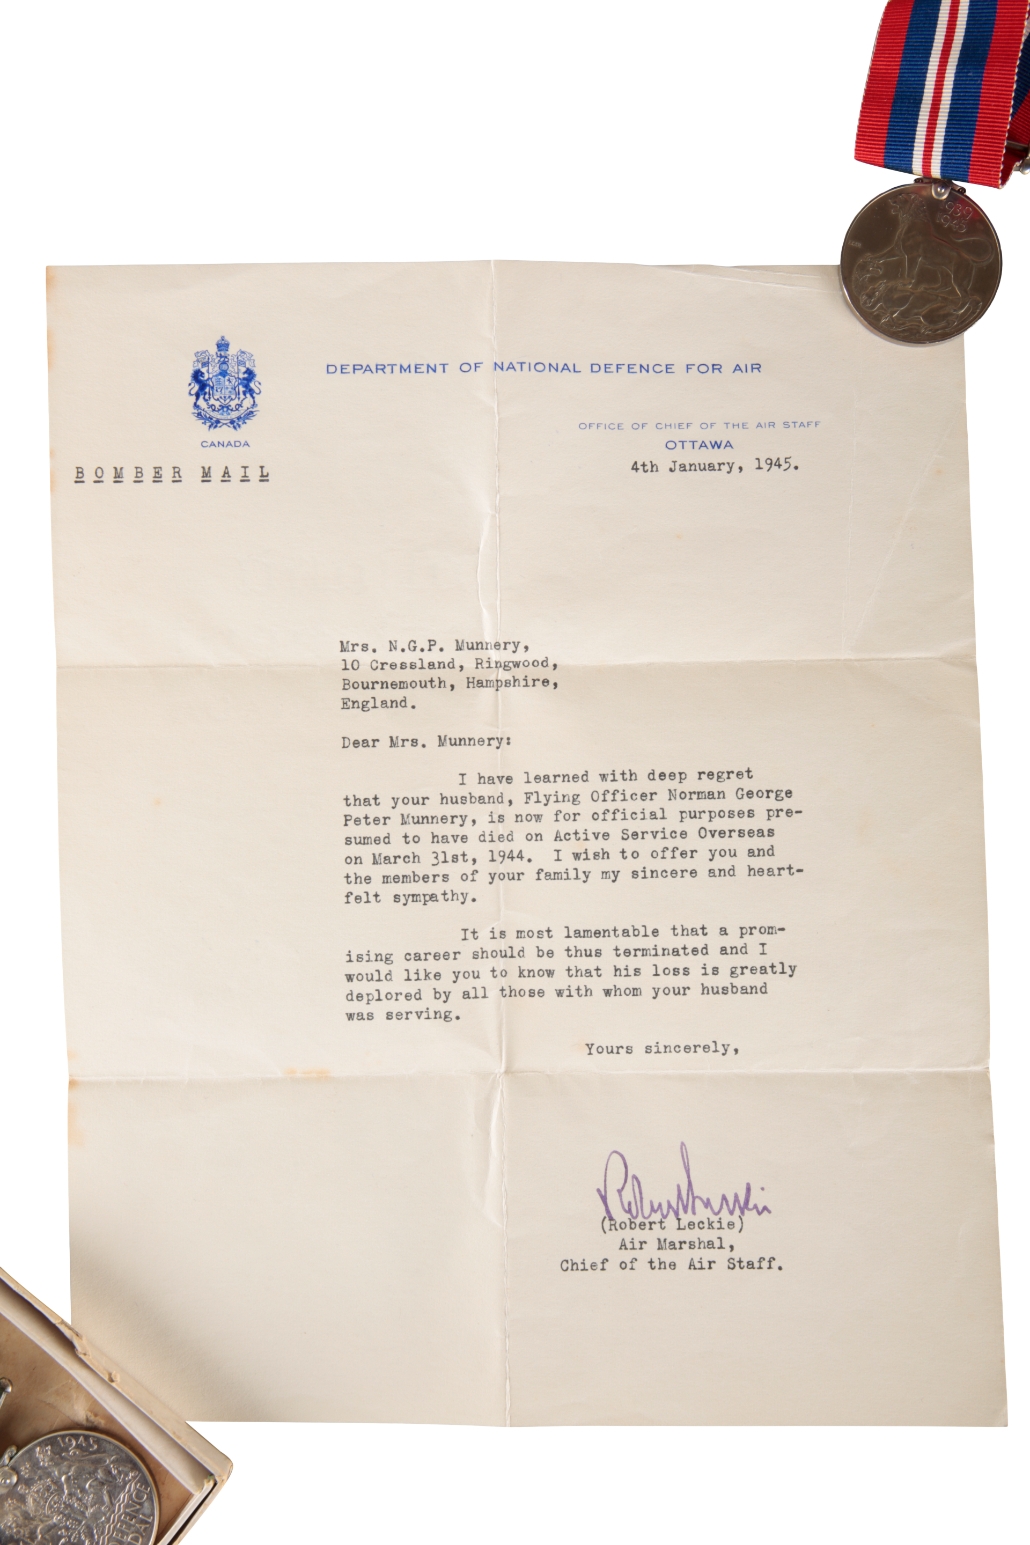 1939
1945
DEPARTMENT OF NATIONAL DEFENCE FOR AIR
OFFICE OF CHIEF OF THE AIR STAFF
CANADA
OTTAWA
BOMBER MAIL
4th January, 1945.
Mrs. N.G.P. Munnery,
10 Cressland, Ringwood,
Bournemouth, Hampshire,
England.
Dear Mrs. Munnery:
I have learned with deep regret
that your husband, Flying Officer Norman George
Peter Munnery, is now for official purposes pre-
sumed to have died on Active Service Overseas
on March 31st, 1944. I wish to offer you and
the members of your family my sincere and heart-
felt sympathy.
It is most lamentable that a prom-
ising career should be thus terminated and I
would like you to know that his loss is greatly
deplored by all those with whom your husband
was serving.
Yours sincerely,
Robert Leckie
(Robert Leckie)
Air Marshal,
Chief of the Air Staff.
1945
DEFENCE